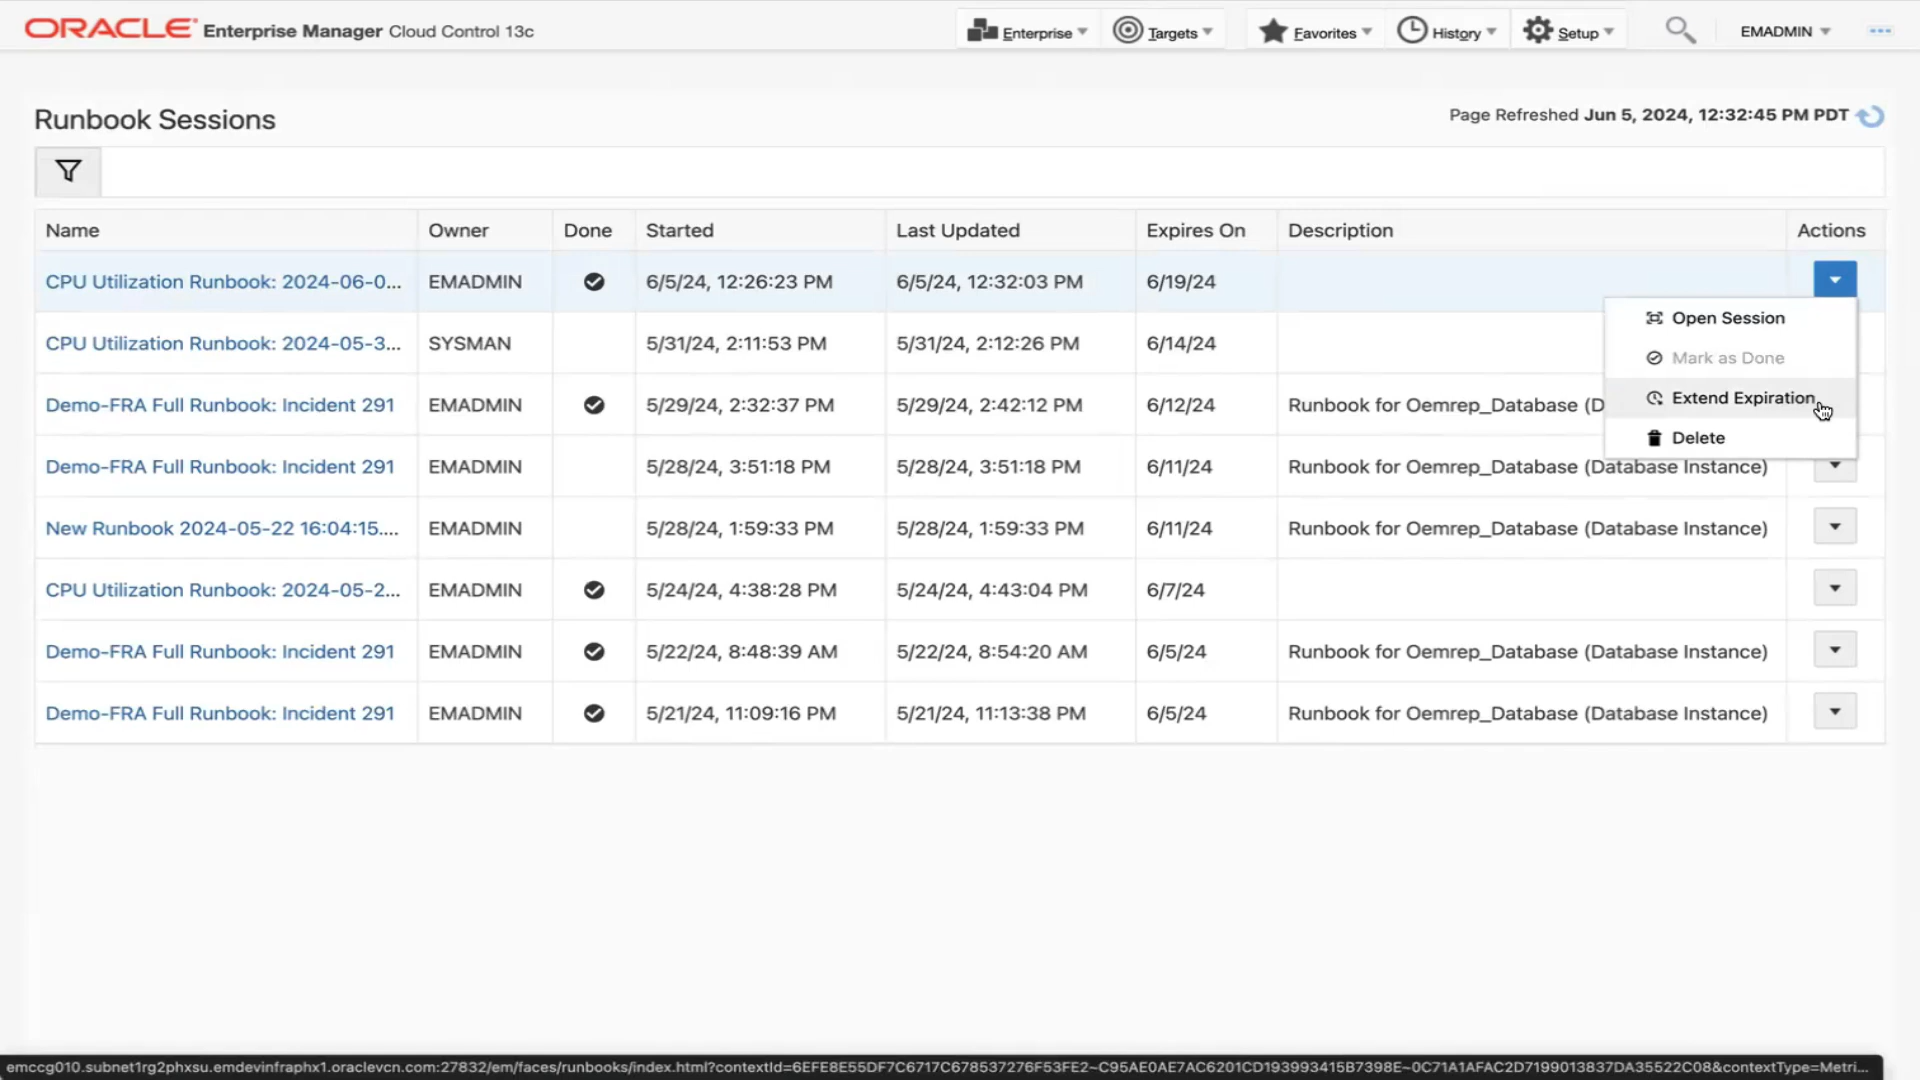 ORACLE Enterprise Manager Cloud Control 13c Enterprise Targets Favorites History Setup EMADMIN
Runbook Sessions
Page Refreshed Jun 5, 2024, 12:32:45 PM PDT
Name Owner Done Started Last Updated Expires On Description Actions
CPU Utilization Runbook: 2024-06-0... EMADMIN 6/5/24, 12:26:23 PM 6/5/24, 12:32:03 PM 6/19/24
Open Session
Mark as Done
Extend Expiration
Delete
CPU Utilization Runbook: 2024-05-3... SYSMAN 5/31/24, 2:11:53 PM 5/31/24, 2:12:26 PM 6/14/24
Demo-FRA Full Runbook: Incident 291 EMADMIN 5/29/24, 2:32:37 PM 5/29/24, 2:42:12 PM 6/12/24 Runbook for Oemrep_Database (D
Demo-FRA Full Runbook: Incident 291 EMADMIN 5/28/24, 3:51:18 PM 5/28/24, 3:51:18 PM 6/11/24 Runbook for Oemrep_Database (Database Instance)
New Runbook 2024-05-22 16:04:15.... EMADMIN 5/28/24, 1:59:33 PM 5/28/24, 1:59:33 PM 6/11/24 Runbook for Oemrep_Database (Database Instance)
CPU Utilization Runbook: 2024-05-2... EMADMIN 5/24/24, 4:38:28 PM 5/24/24, 4:43:04 PM 6/7/24
Demo-FRA Full Runbook: Incident 291 EMADMIN 5/22/24, 8:48:39 AM 5/22/24, 8:54:20 AM 6/5/24 Runbook for Oemrep_Database (Database Instance)
Demo-FRA Full Runbook: Incident 291 EMADMIN 5/21/24, 11:09:16 PM 5/21/24, 11:13:38 PM 6/5/24 Runbook for Oemrep_Database (Database Instance)
emccg010.subnet1rg2phxsu.emdevinfraphx1.oraclevcn.com:27832/em/faces/runbooks/index.html?contextId=6EFE8E55DF7C6717C678537276F53FE2~C95AE0AE7AC6201CD193993415B7398E~0C71A1AFAC2D7199013837DA35522C08&contextType=Metri...